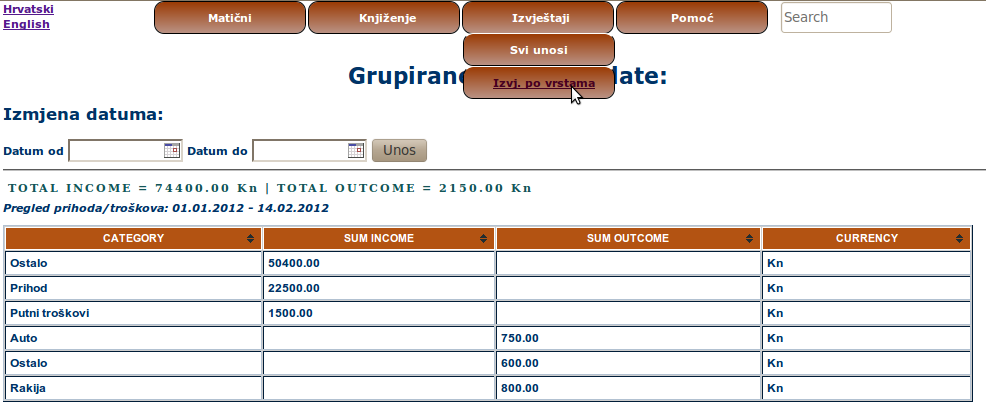 Hrvatski
English
Matični Knjiženje Izvještaji Pomoć Search
Svi unosi
Izvj. po vrstama
Izmjena datuma:
Datum od Datum do Unos
TOTAL INCOME = 74400.00 Kn | TOTAL OUTCOME = 2150.00 Kn
Pregled prihoda/troškova: 01.01.2012 - 14.02.2012
CATEGORY SUM INCOME SUM OUTCOME CURRENCY
Ostalo 50400.00 Kn
Prihod 22500.00 Kn
Putni troškovi 1500.00 Kn
Auto 750.00 Kn
Ostalo 600.00 Kn
Rakija 800.00 Kn